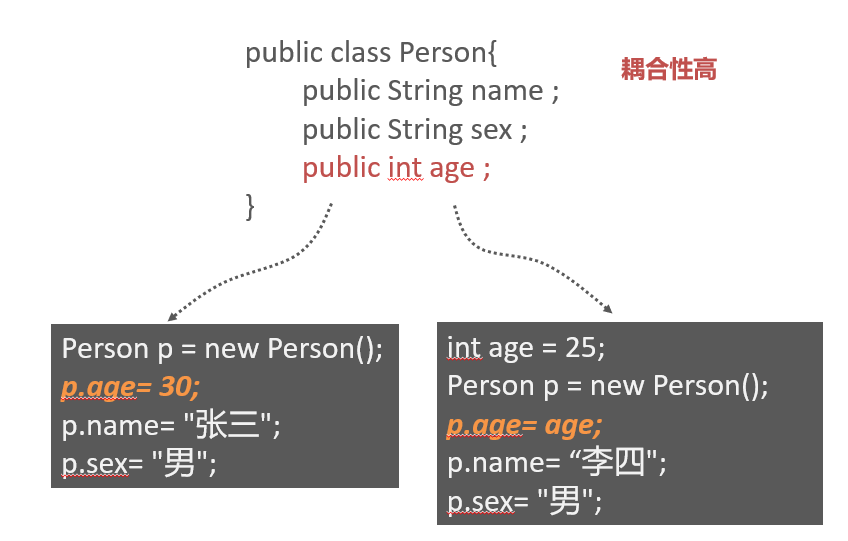 public class Person{
耦合性高
public String name ;
public String sex ;
public int age ;
}
Person p = new Person();
p.age= 30;
p.name= "张三";
p.sex= "男";
int age = 25;
Person p = new Person();
p.age= age;
p.name= “李四";
p.sex= "男";